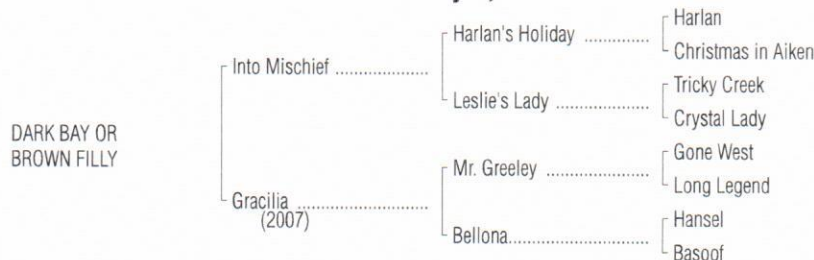 Harlan
Harlan's Holiday ..............
Christmas in Aiken
Into Mischief ....................
Tricky Creek
Leslie's Lady ..................
Crystal Lady
DARK BAY OR
BROWN FILLY
Gone West
Mr. Greeley ....................
Long Legend
Gracilia ............................
(2007)
Hansel
Bellona............................
Basoof